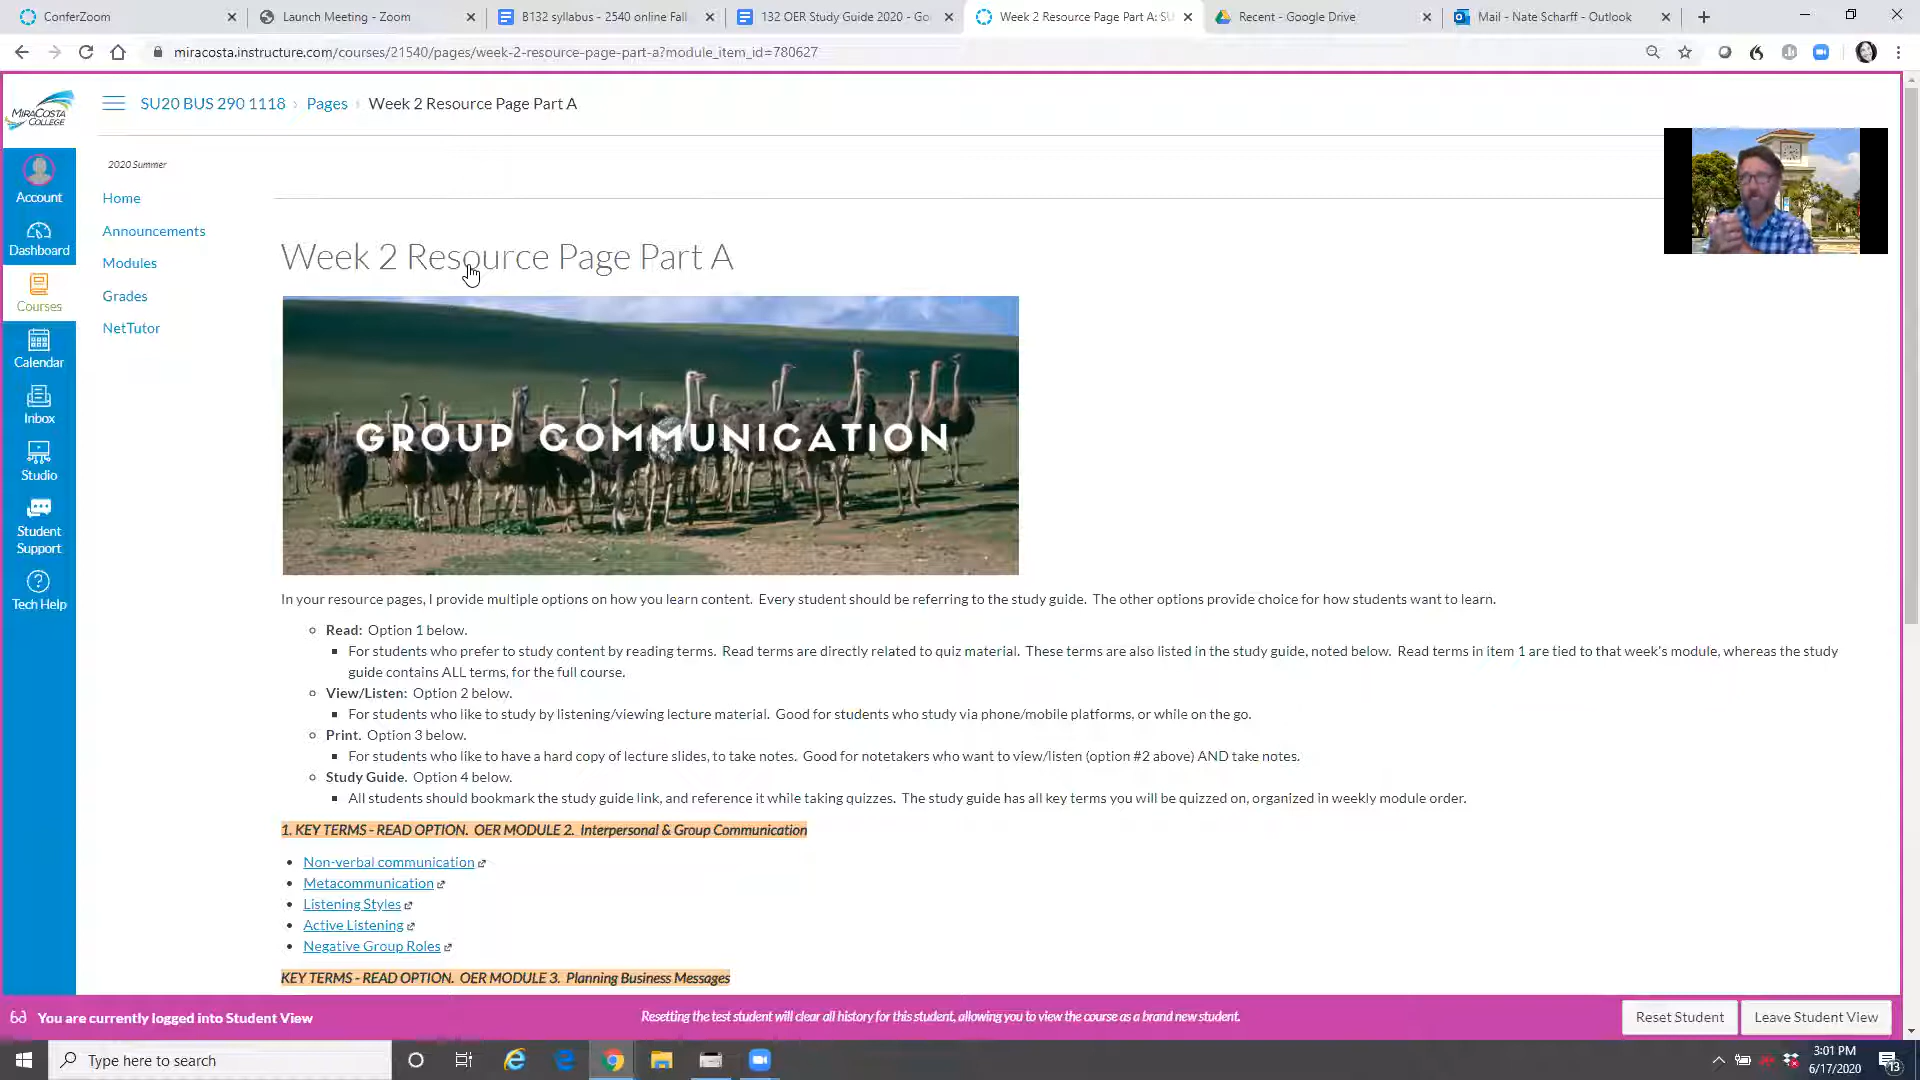 ConferZoom
Launch Meeting - Zoom
B132 syllabus - 2540 online Fall
132 OER Study Guide 2020 - Go
Week 2 Resource Page Part A: SU
Recent - Google Drive
Mail - Nate Scharff - Outlook
miracosta.instructure.com/courses/21540/pages/week-2-resource-page-part-a?module_item_id=780627
MIRACOSTA
COLLEGE
SU20 BUS 290 1118 › Pages › Week 2 Resource Page Part A
2020 Summer
Account
Dashboard
Courses
Calendar
Inbox
Studio
Student
Support
Tech Help
Home
Announcements
Modules
Grades
NetTutor
Week 2 Resource Page Part A
GROUP COMMUNICATION
In your resource pages, I provide multiple options on how you learn content. Every student should be referring to the study guide. The other options provide choice for how students want to learn.
Read: Option 1 below.
For students who prefer to study content by reading terms. Read terms are directly related to quiz material. These terms are also listed in the study guide, noted below. Read terms in item 1 are tied to that week's module, whereas the study
guide contains ALL terms, for the full course.
View/Listen: Option 2 below.
For students who like to study by listening/viewing lecture material. Good for students who study via phone/mobile platforms, or while on the go.
Print. Option 3 below.
For students who like to have a hard copy of lecture slides, to take notes. Good for notetakers who want to view/listen (option #2 above) AND take notes.
Study Guide. Option 4 below.
All students should bookmark the study guide link, and reference it while taking quizzes. The study guide has all key terms you will be quizzed on, organized in weekly module order.
1. KEY TERMS - READ OPTION. OER MODULE 2. Interpersonal & Group Communication
Non-verbal communication
Metacommunication
Listening Styles
Active Listening
Negative Group Roles
KEY TERMS - READ OPTION. OER MODULE 3. Planning Business Messages
You are currently logged into Student View
Resetting the test student will clear all history for this student, allowing you to view the course as a brand new student.
Reset Student
Leave Student View
Type here to search
3:01 PM
6/17/2020
13